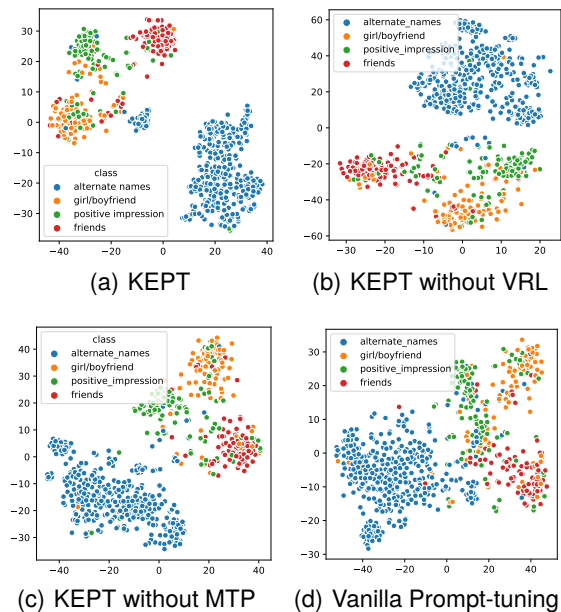 30
20
10
0
−10
−20
−30
−40
−20
0
20
40
class
alternate names
girl/boyfriend
positive impression
friends
(a) KEPT
60
40
20
0
−20
−40
−60
−30
−20
−10
0
10
20
alternate_names
girl/boyfriend
positive_impression
friends
(b) KEPT without VRL
40
30
20
10
0
−10
−20
−30
−40
−20
0
20
40
class
alternate_names
girl/boyfriend
positive_impression
friends
(c) KEPT without MTP
30
20
10
0
−10
−20
−30
−40
−20
0
20
40
alternate_names
girl/boyfriend
positive_impression
friends
(d) Vanilla Prompt-tuning